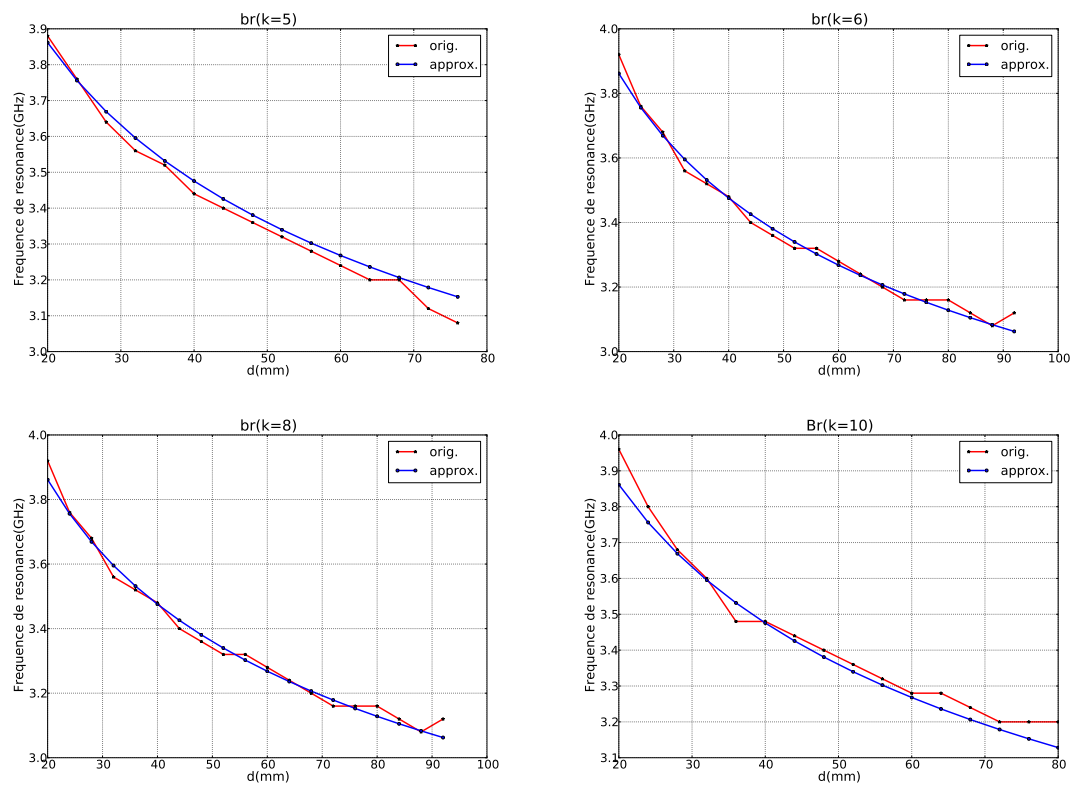 br(k=5)
Frequence de resonance(GHz)
3.9
3.8
3.7
3.6
3.5
3.4
3.3
3.2
3.1
3.0
orig.
approx.
20 30 40 50 60 70 80
d(mm)
br(k=6)
Frequence de resonance(GHz)
4.0
3.8
3.6
3.4
3.2
3.0
orig.
approx.
20 30 40 50 60 70 80 90 100
d(mm)
br(k=8)
Frequence de resonance(GHz)
4.0
3.8
3.6
3.4
3.2
3.0
orig.
approx.
20 30 40 50 60 70 80 90 100
d(mm)
Br(k=10)
Frequence de resonance(GHz)
4.0
3.9
3.8
3.7
3.6
3.5
3.4
3.3
3.2
3.1
orig.
approx.
20 30 40 50 60 70 80
d(mm)